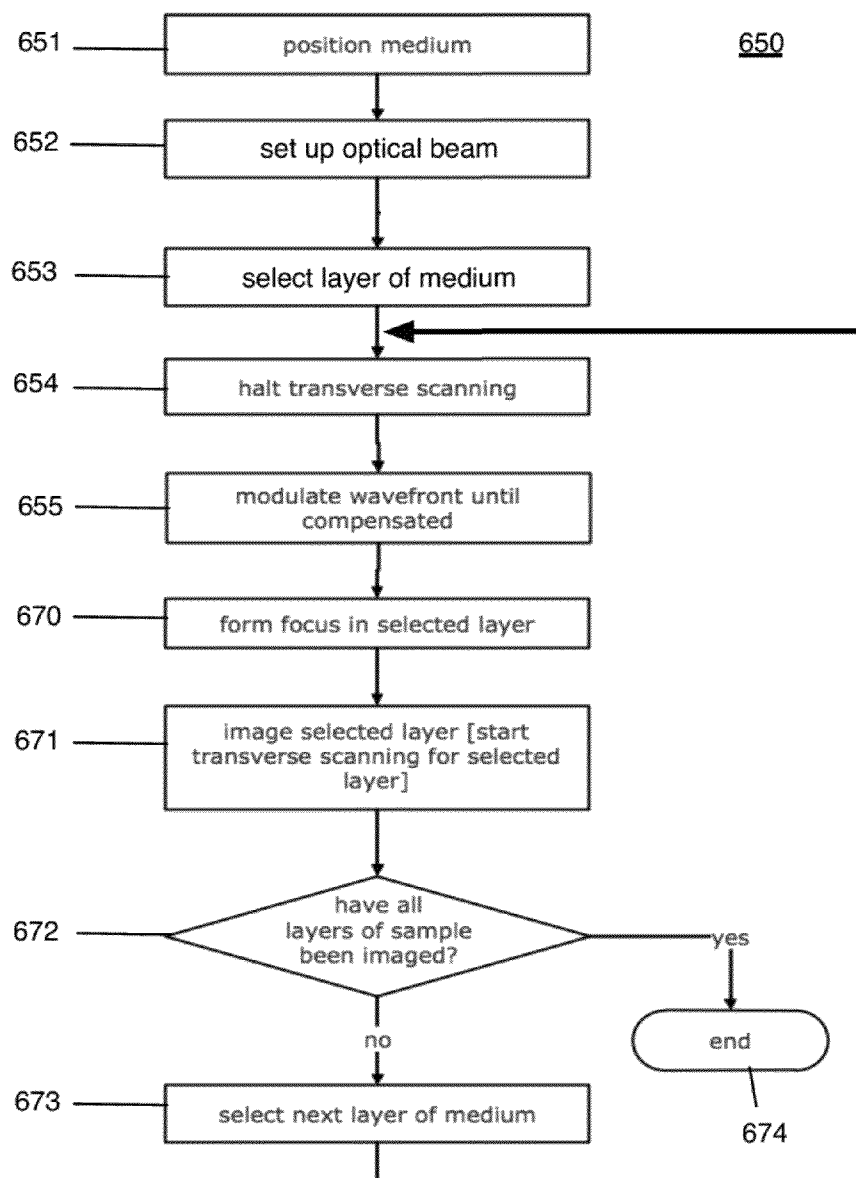 651
position medium
650
652
set up optical beam
653
select layer of medium
654
halt transverse scanning
655
modulate wavefront until
compensated
670
form focus in selected layer
671
image selected layer [start
transverse scanning for selected
layer]
672
have all
layers of sample
been imaged?
yes
no
end
673
select next layer of medium
674